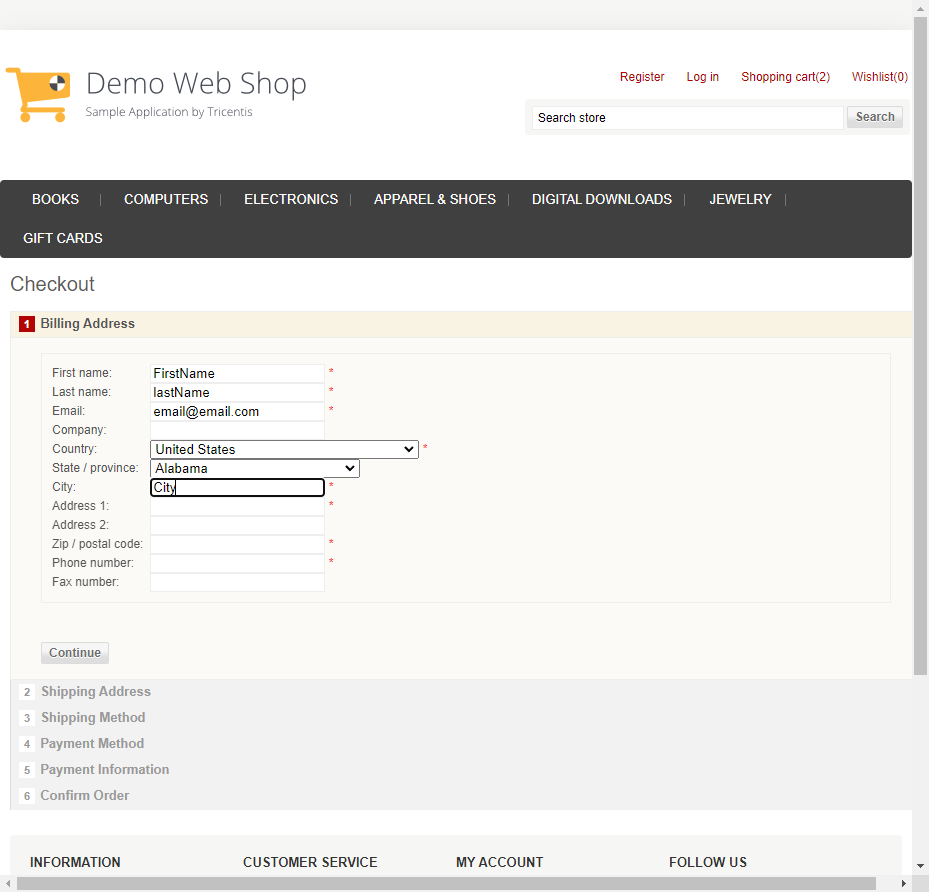 Demo Web Shop
Sample Application by Tricentis
Register Log in Shopping cart(2) Wishlist(0)
Search store Search
BOOKS | COMPUTERS | ELECTRONICS | APPAREL & SHOES | DIGITAL DOWNLOADS | JEWELRY |
GIFT CARDS
Checkout
1 Billing Address
First name: FirstName *
Last name: lastName *
Email: email@email.com *
Company:
Country: United States *
State / province: Alabama
City: City *
Address 1: *
Address 2:
Zip / postal code: *
Phone number: *
Fax number:
Continue
2 Shipping Address
3 Shipping Method
4 Payment Method
5 Payment Information
6 Confirm Order
INFORMATION CUSTOMER SERVICE MY ACCOUNT FOLLOW US